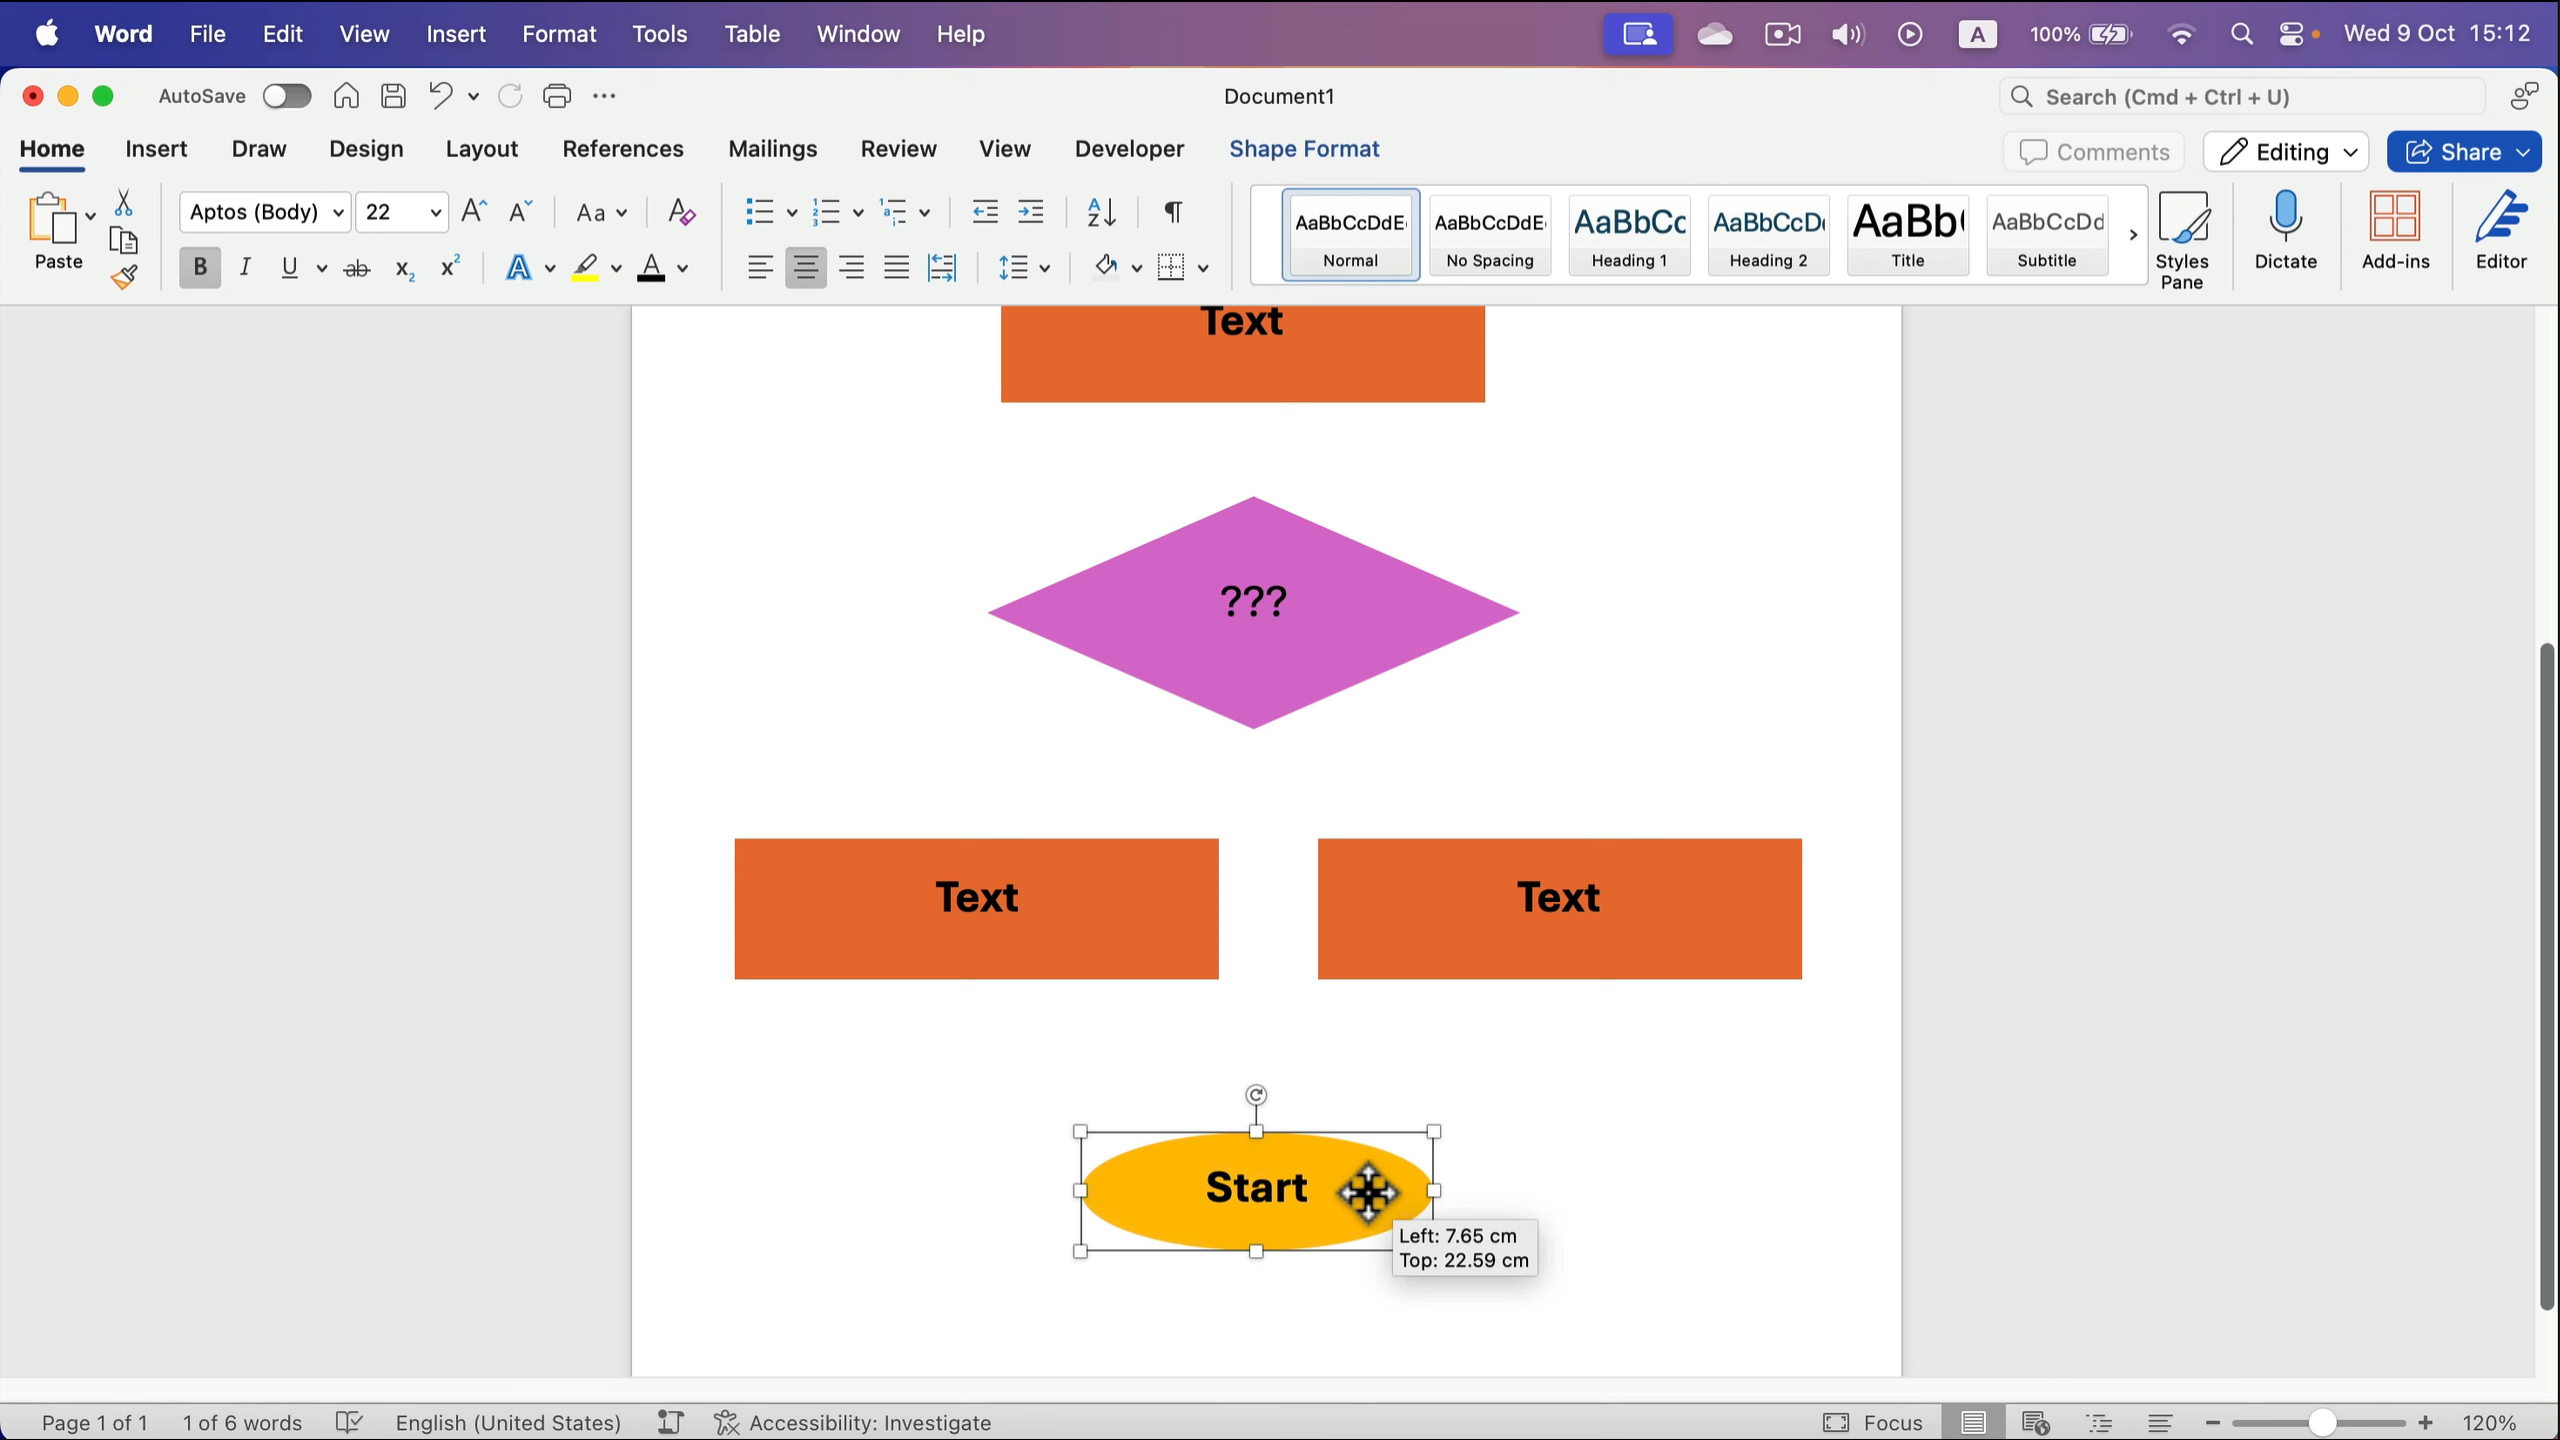 Word File Edit View Insert Format Tools Table Window Help A 100% Wed 9 Oct 15:12
AutoSave Document1 Search (Cmd + Ctrl + U)
Home Insert Draw Design Layout References Mailings Review View Developer Shape Format Comments Editing Share
Paste Aptos (Body) 22 A A Aa A
B I U ab x2 x2 A A
AaBbCcDdE AaBbCcDdE AaBbCc AaBbCcD AaBb AaBbCcDd
Normal No Spacing Heading 1 Heading 2 Title Subtitle
Styles Pane Dictate Add-ins Editor
Text
???
Text Text
Start
Left: 7.65 cm
Top: 22.59 cm
Page 1 of 1 1 of 6 words English (United States) Accessibility: Investigate Focus 120%